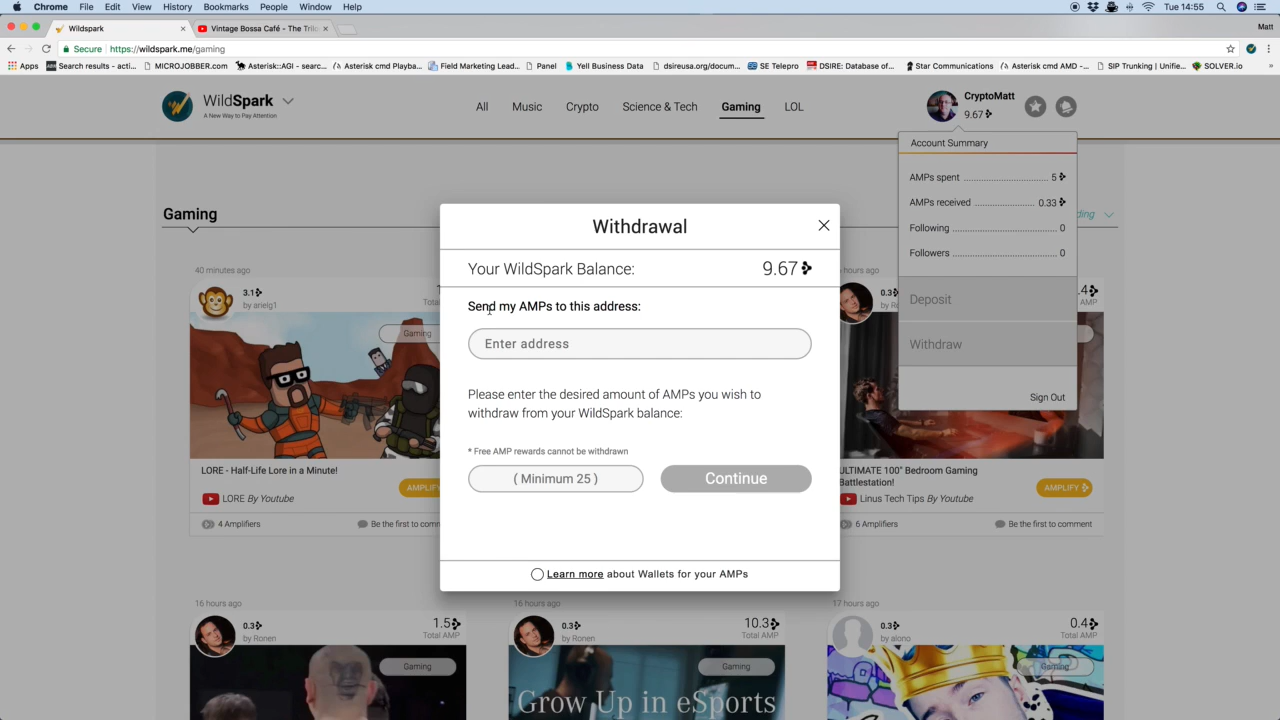 Chrome File Edit View History Bookmarks People Window Help Tue 14:55
Wildspark Vintage Bossa Café - The Trilo Matt
Secure https://wildspark.me/gaming
Apps Search results - acti... MICROJOBBER.com Asterisk::AGI - searc... Asterisk cmd Playba... Field Marketing Lead... Panel Yell Business Data dsireusa.org/docum... SE Telepro DSIRE: Database of... Star Communications Asterisk cmd AMD -... SIP Trunking | Unifie... SOLVER.io »
WildSpark
A New Way to Pay Attention
All Music Crypto Science & Tech Gaming LOL
CryptoMatt
9.67
Account Summary
AMPs spent 5
AMPs received 0.33
Following 0
Followers 0
Deposit
Withdraw
Sign Out
Gaming
Withdrawal
Your WildSpark Balance: 9.67
Send my AMPs to this address:
Enter address
Please enter the desired amount of AMPs you wish to
withdraw from your WildSpark balance:
* Free AMP rewards cannot be withdrawn
( Minimum 25 ) Continue
Learn more about Wallets for your AMPs
40 minutes ago
3.1
by arielg1
Gaming
LORE - Half-Life Lore in a Minute!
LORE By Youtube
AMPLIFY
4 Amplifiers Be the first to comm
hours ago
0.3
.4
AMP
ULTIMATE 100" Bedroom Gaming
Battlestation!
Linus Tech Tips By Youtube
AMPLIFY
6 Amplifiers Be the first to comment
16 hours ago
0.3
by Ronen
1.5
Total AMP
Gaming
16 hours ago
0.3
by Ronen
10.3
Total AMP
Gaming
Grow Up in eSports
17 hours ago
0.3
by alono
0.4
Total AMP
Gaming